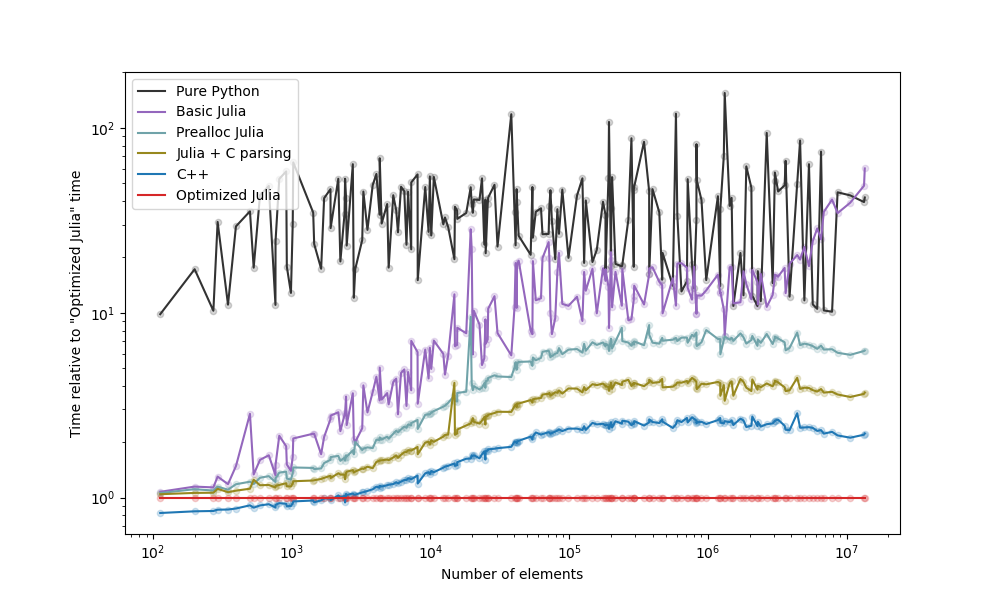 Pure Python
Basic Julia
Prealloc Julia
Julia + C parsing
C++
Optimized Julia
Time relative to "Optimized Julia" time
10²
10¹
10⁰
10² 10³ 10⁴ 10⁵ 10⁶ 10⁷
Number of elements